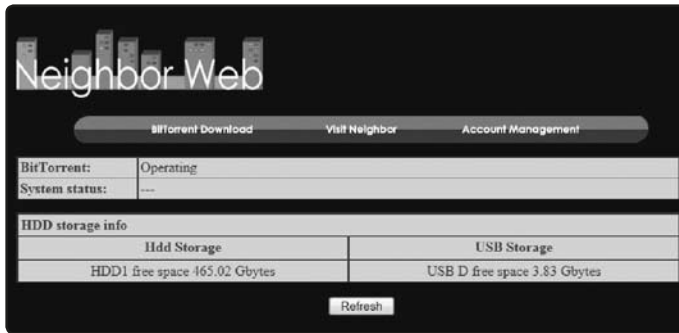 Neighbor Web
BitTorrent Download Visit Neighbor Account Management
BitTorrent: Operating
System status: ---
HDD storage info
Hdd Storage USB Storage
HDD1 free space 465.02 Gbytes USB D free space 3.83 Gbytes
Refresh